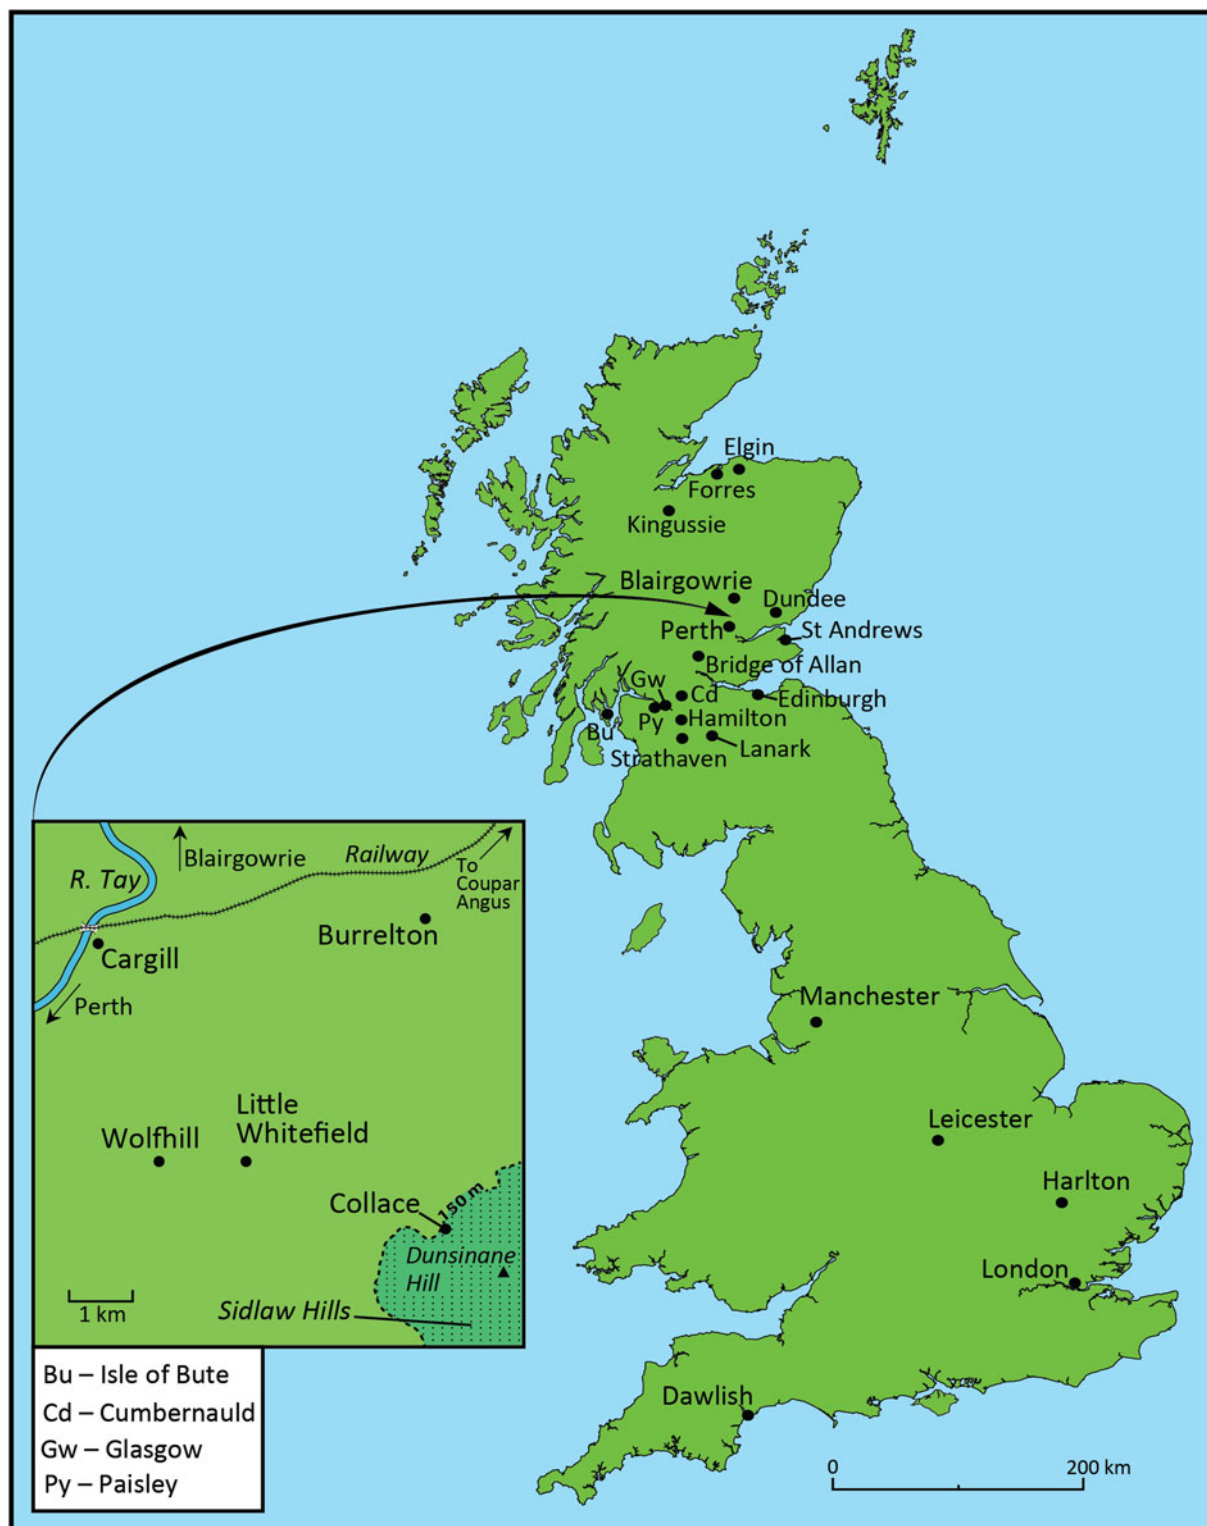 Elgin
Forres
Kingussie
Blairgowrie
Dundee
Perth
St Andrews
Bridge of Allan
Gw
Cd
Edinburgh
Bu
Py
Hamilton
Strathaven
Lanark
Blairgowrie
Railway
R. Tay
To
Coupar
Angus
Burrelton
Cargill
Perth
Manchester
Little
Whitefield
Wolfhill
Leicester
Collace
150 m
Harlton
Dunsinane
Hill
London
1 km
Sidlaw Hills
Bu – Isle of Bute
Cd – Cumbernauld
Gw – Glasgow
Py – Paisley
Dawlish
0
200 km